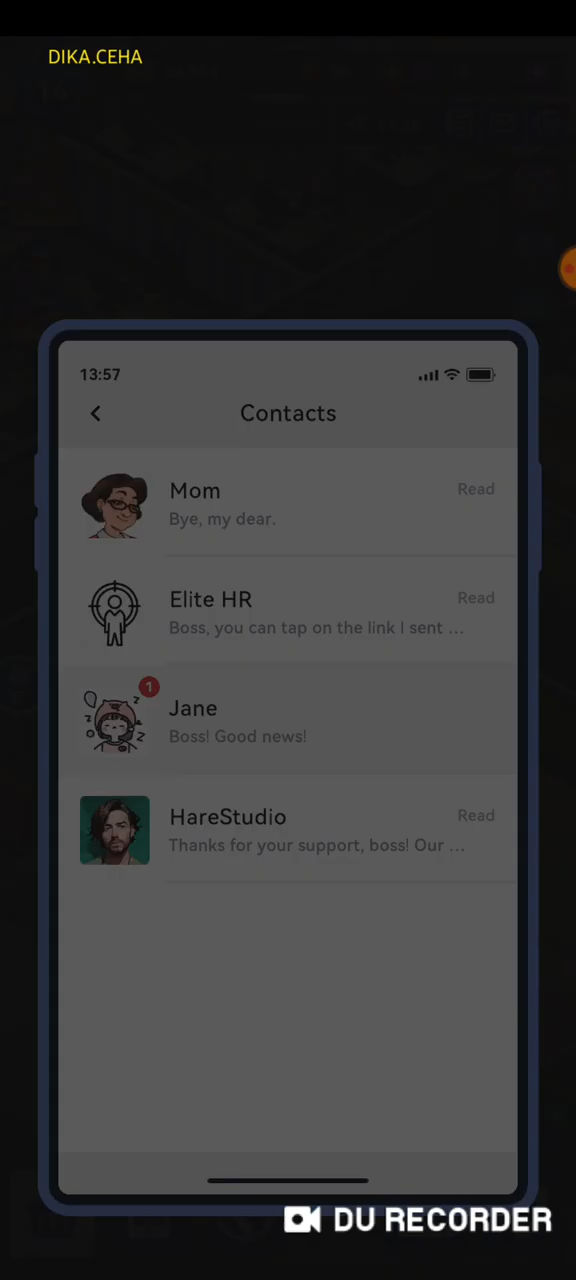 DIKA.CEHA
13:57
Contacts
Mom
Read
Bye, my dear.
Elite HR
Read
Boss, you can tap on the link I sent ...
1
Jane
Boss! Good news!
HareStudio
Read
Thanks for your support, boss! Our ...
DU RECORDER